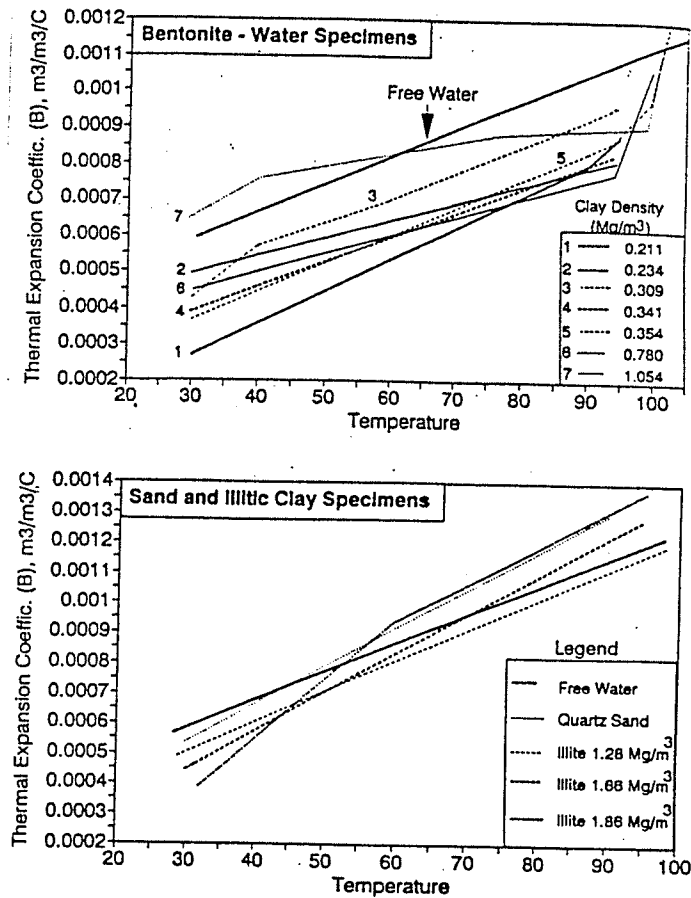 Bentonite - Water Specimens
Thermal Expansion Coeffic. (B), m3/m3/C
0.0012
0.0011
0.001
0.0009
0.0008
0.0007
0.0006
0.0005
0.0004
0.0003
0.0002
Free Water
7
2
6
4
1
3
5
Clay Density
(Mg/m3)
1 0.211
2 0.234
3 0.309
4 0.341
5 0.354
6 0.780
7 1.054
20 30 40 50 60 70 80 90 100
Temperature
Sand and Illitic Clay Specimens
Thermal Expansion Coeffic. (B), m3/m3/C
0.0014
0.0013
0.0012
0.0011
0.001
0.0009
0.0008
0.0007
0.0006
0.0005
0.0004
0.0003
0.0002
Legend
Free Water
Quartz Sand
Illite 1.28 Mg/m3
Illite 1.68 Mg/m3
Illite 1.86 Mg/m3
20 30 40 50 60 70 80 90 100
Temperature